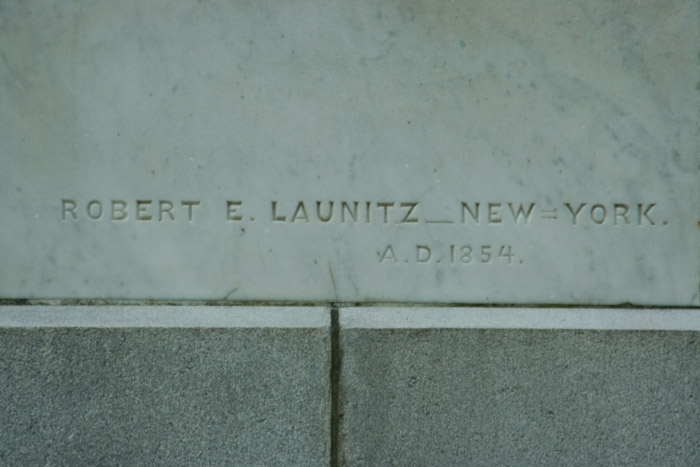 ROBERT E. LAUNITZ_NEW=YORK.
A.D.1854.